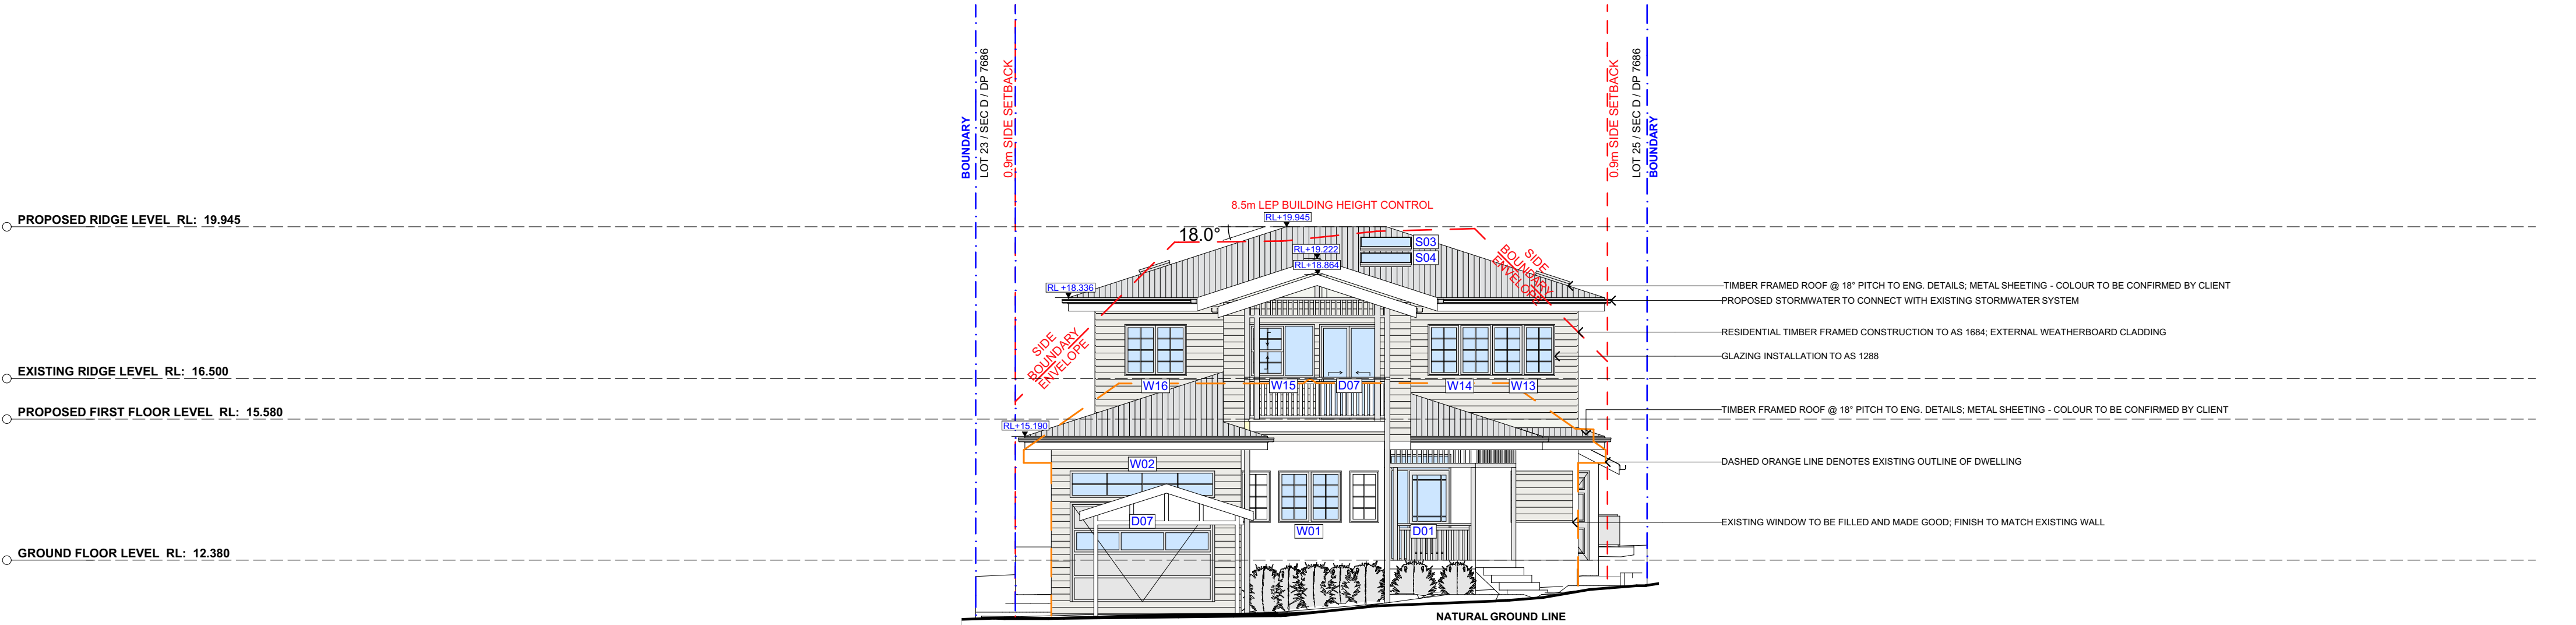 BOUNDARY
LOT 23 / SEC D / DP 7686
0.9m SIDE SETBACK
0.9m SIDE SETBACK
LOT 25 / SEC D / DP 7686
BOUNDARY
8.5m LEP BUILDING HEIGHT CONTROL
PROPOSED RIDGE LEVEL RL: 19.945
RL+19.945
18.0°
S03
RL+19.222
S04
RL+18.864
SIDE
BOUNDARY
ENVELOPE
RL +18.336
TIMBER FRAMED ROOF @ 18° PITCH TO ENG. DETAILS; METAL SHEETING - COLOUR TO BE CONFIRMED BY CLIENT
PROPOSED STORMWATER TO CONNECT WITH EXISTING STORMWATER SYSTEM
RESIDENTIAL TIMBER FRAMED CONSTRUCTION TO AS 1684; EXTERNAL WEATHERBOARD CLADDING
SIDE
BOUNDARY
ENVELOPE
GLAZING INSTALLATION TO AS 1288
EXISTING RIDGE LEVEL RL: 16.500
W16
W15
D07
W14
W13
PROPOSED FIRST FLOOR LEVEL RL: 15.580
TIMBER FRAMED ROOF @ 18° PITCH TO ENG. DETAILS; METAL SHEETING - COLOUR TO BE CONFIRMED BY CLIENT
RL+15.190
W02
DASHED ORANGE LINE DENOTES EXISTING OUTLINE OF DWELLING
D07
W01
D01
EXISTING WINDOW TO BE FILLED AND MADE GOOD; FINISH TO MATCH EXISTING WALL
GROUND FLOOR LEVEL RL: 12.380
NATURAL GROUND LINE